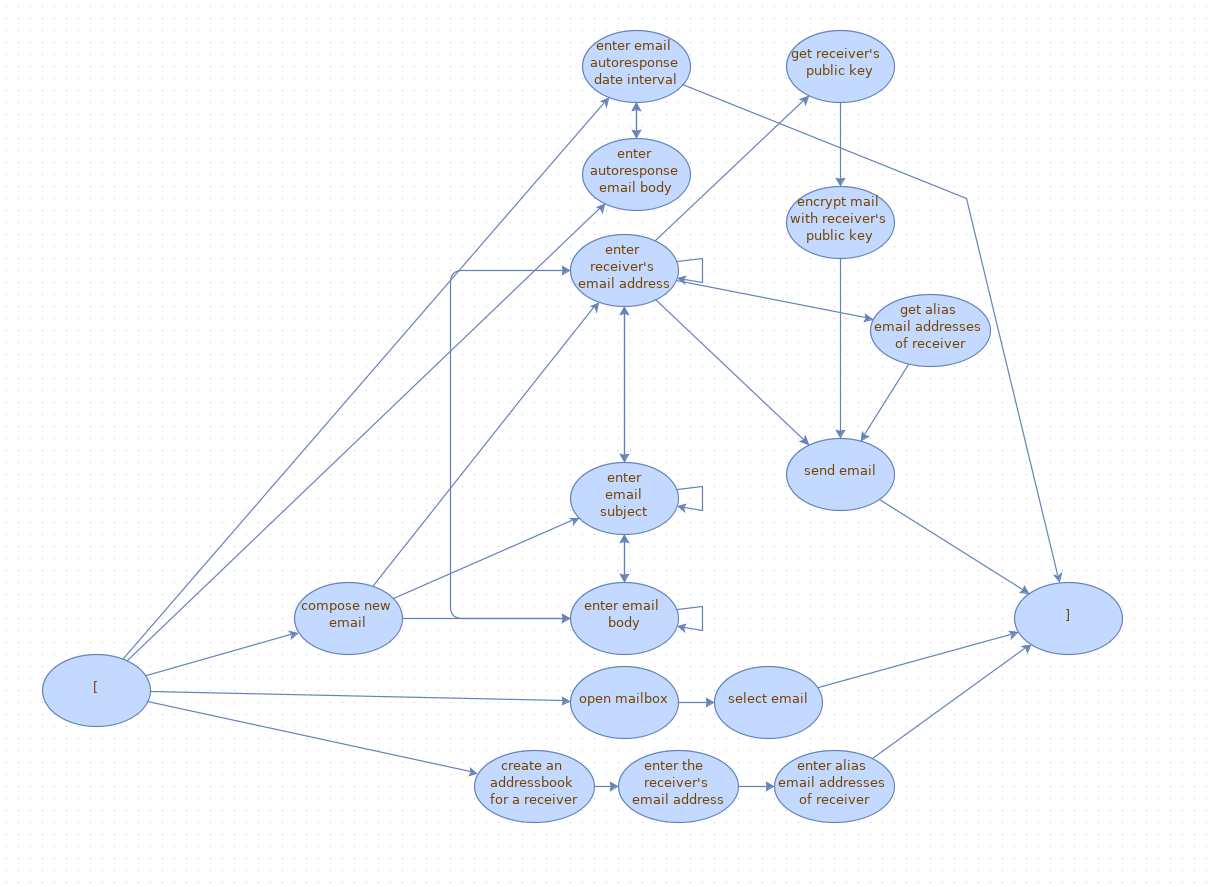 enter email
autoresponse
date interval
get receiver's
public key
enter
autoresponse
email body
encrypt mail
with receiver's
public key
enter
receiver's
email address
get alias
email addresses
of receiver
send email
enter
email
subject
compose new
email
enter email
body
]
[
open mailbox
select email
create an
addressbook
for a receiver
enter the
receiver's
email address
enter alias
email addresses
of receiver